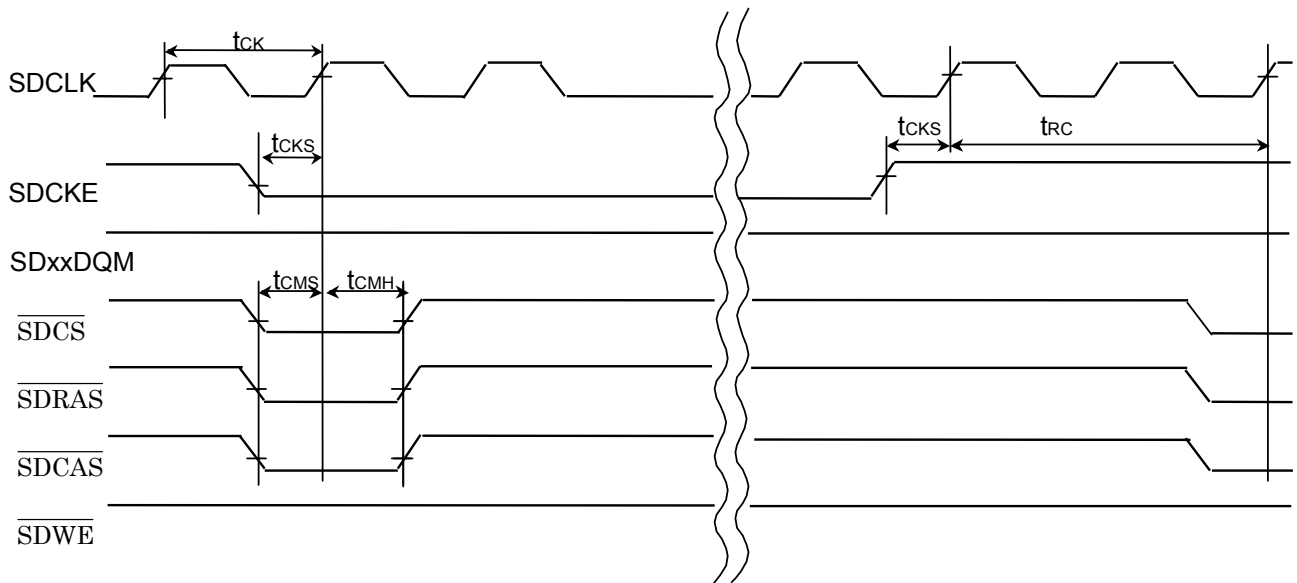 tCK
SDCLK
tCKS
tCKS
tRC
SDCKE
SDxxDQM
tCMS
tCMH
SDCS
SDRAS
SDCAS
SDWE